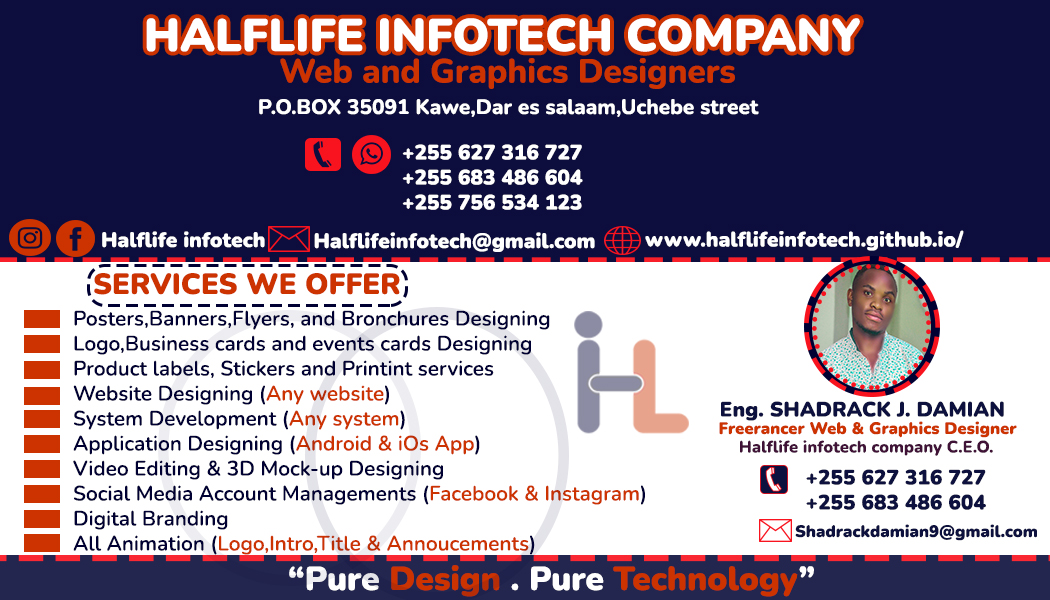 HALFLIFE INFOTECH COMPANY
Web and Graphics Designers
P.O.BOX 35091 Kawe,Dar es salaam,Uchebe street
+255 627 316 727
+255 683 486 604
+255 756 534 123
Halflife infotech Halflifeinfotech@gmail.com www.halflifeinfotech.github.io/
SERVICES WE OFFER
Posters,Banners,Flyers, and Bronchures Designing
Logo,Business cards and events cards Designing
Product labels, Stickers and Printint services
Website Designing (Any website)
System Development (Any system)
Application Designing (Android & iOs App)
Video Editing & 3D Mock-up Designing
Social Media Account Managements (Facebook & Instagram)
Digital Branding
All Animation (Logo,Intro,Title & Annoucements)
iHL
Eng. SHADRACK J. DAMIAN
Freerancer Web & Graphics Designer
Halflife infotech company C.E.O.
+255 627 316 727
+255 683 486 604
Shadrackdamian9@gmail.com
“Pure Design . Pure Technology”